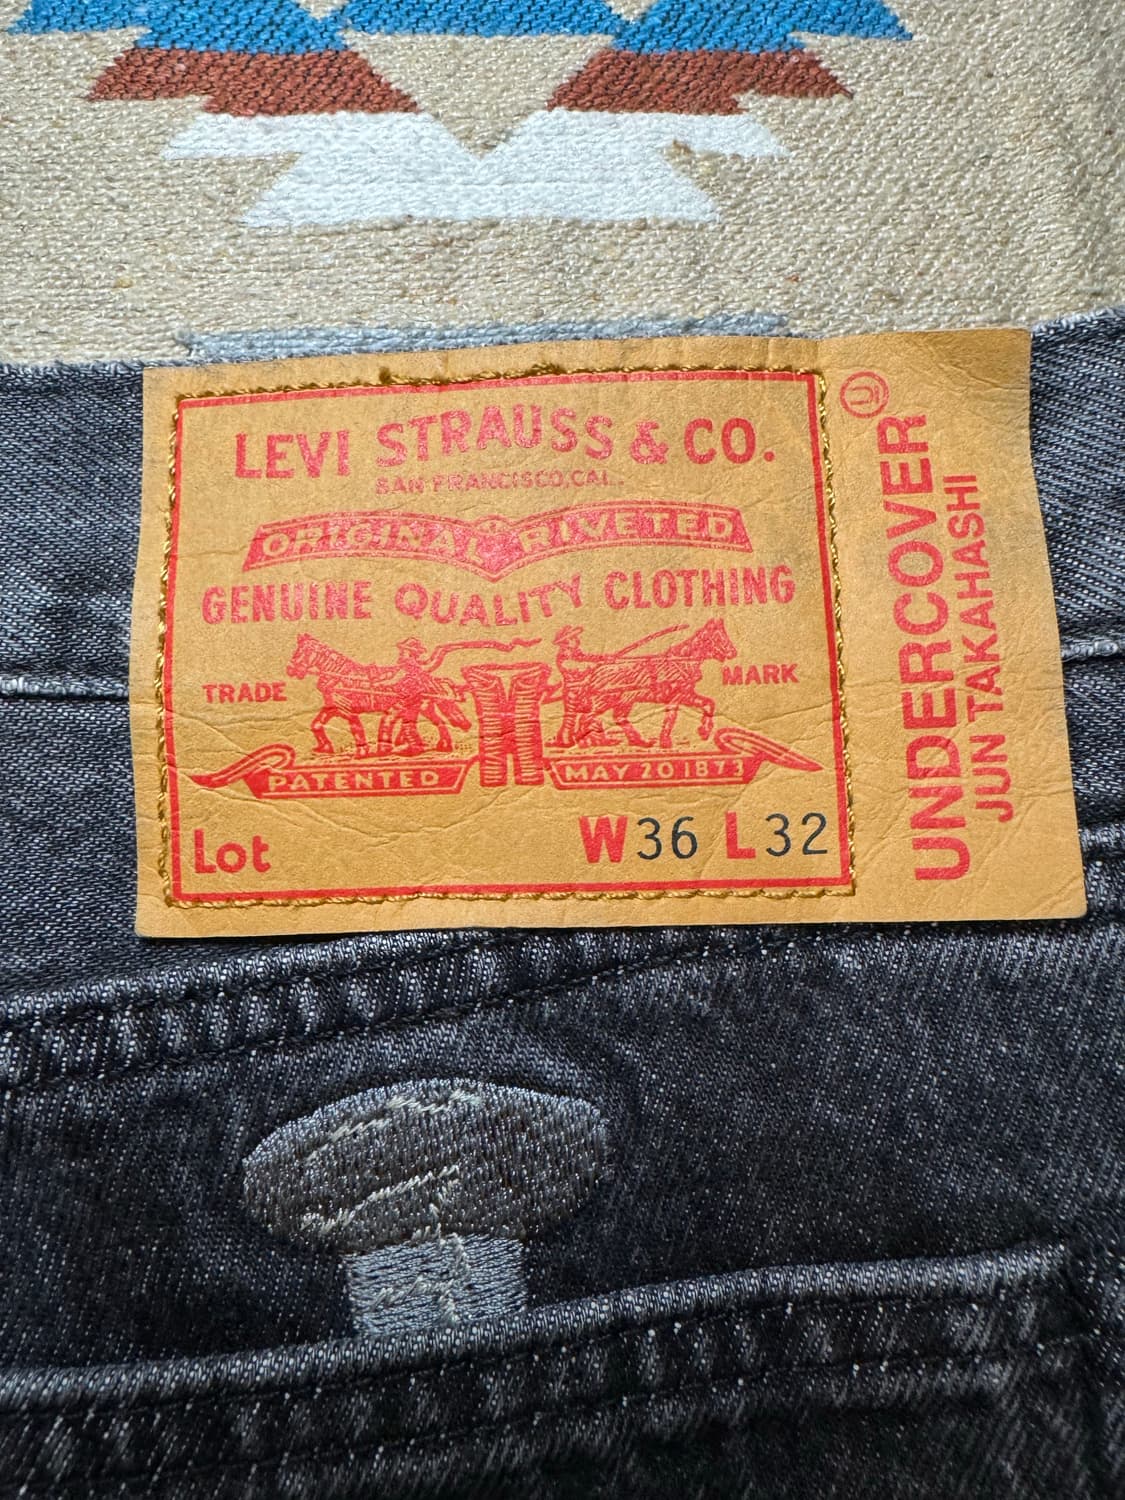 LEVI STRAUSS & CO.
SAN FRANCISCO, CAL.
ORIGINAL RIVETED
GENUINE QUALITY CLOTHING
TRADE MARK
PATENTED MAY 20 1873
Lot W36 L32
UNDERCOVER
JUN TAKAHASHI
U